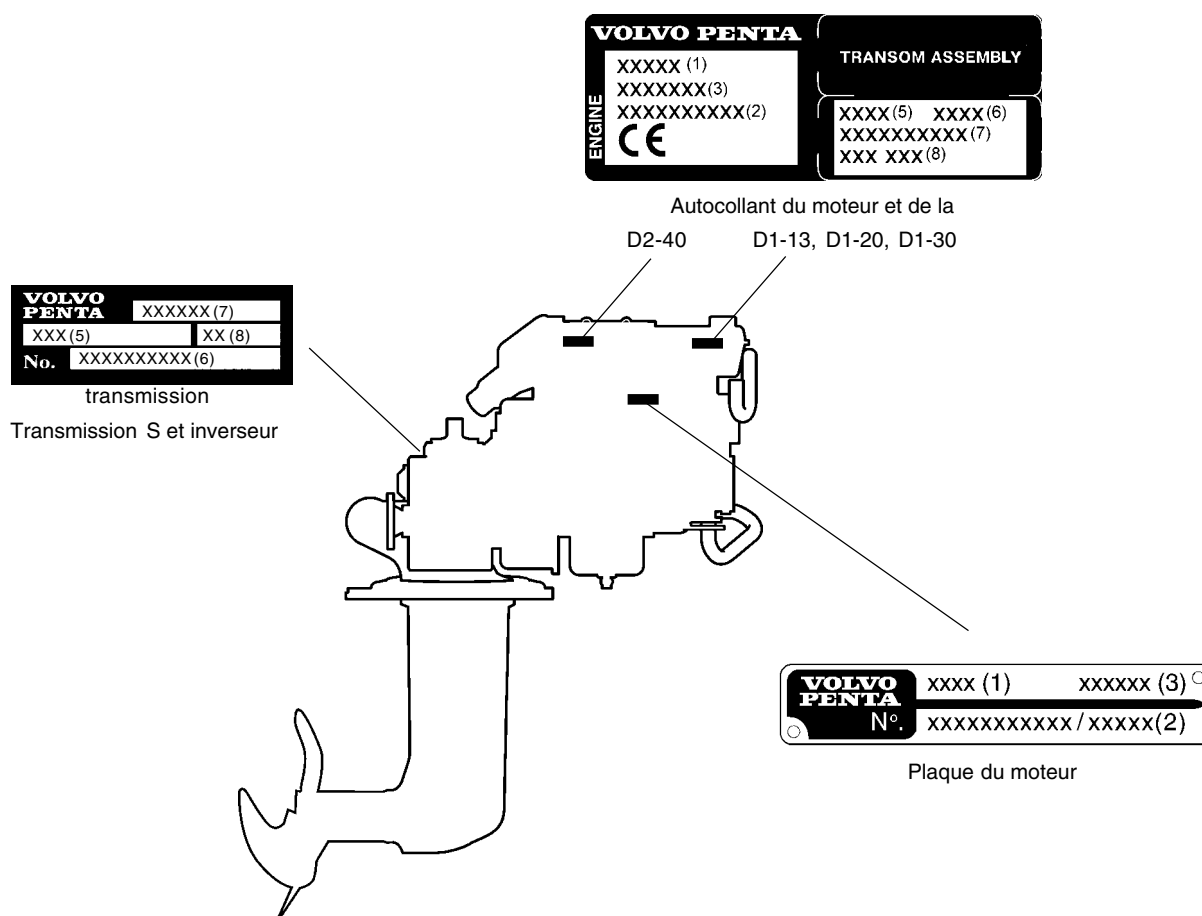 VOLVO PENTA
ENGINE
XXXXX (1)
XXXXXXX(3)
XXXXXXXXXX(2)
CE
TRANSOM ASSEMBLY
XXXX(5) XXXX(6)
XXXXXXXXXX(7)
XXX XXX(8)
Autocollant du moteur et de la
D2-40 D1-13, D1-20, D1-30
VOLVO
PENTA XXXXXX (7)
XXX (5) XX (8)
No. XXXXXXXXXX(6)
transmission
Transmission S et inverseur
VOLVO
PENTA
xxxx (1) xxxxxx (3)
Nº. xxxxxxxxxxx/xxxxx(2)
Plaque du moteur